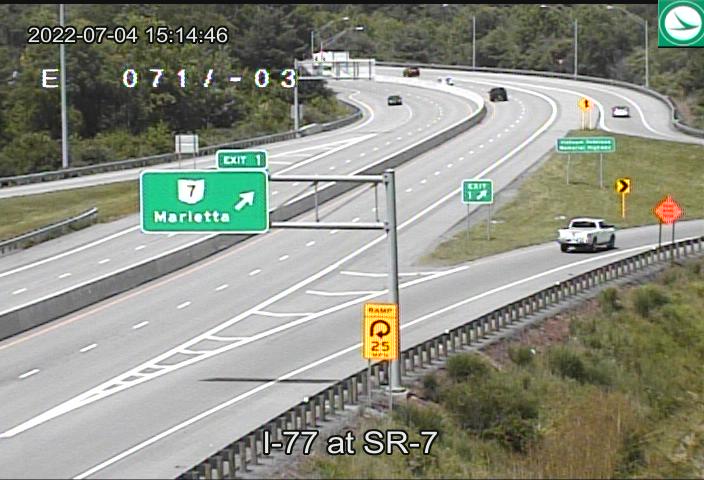 2022-07-04 15:14:46
E 071/-03
EXIT 1
7
Marietta
EXIT
1
RAMP
25
MPH
I-77 at SR-7